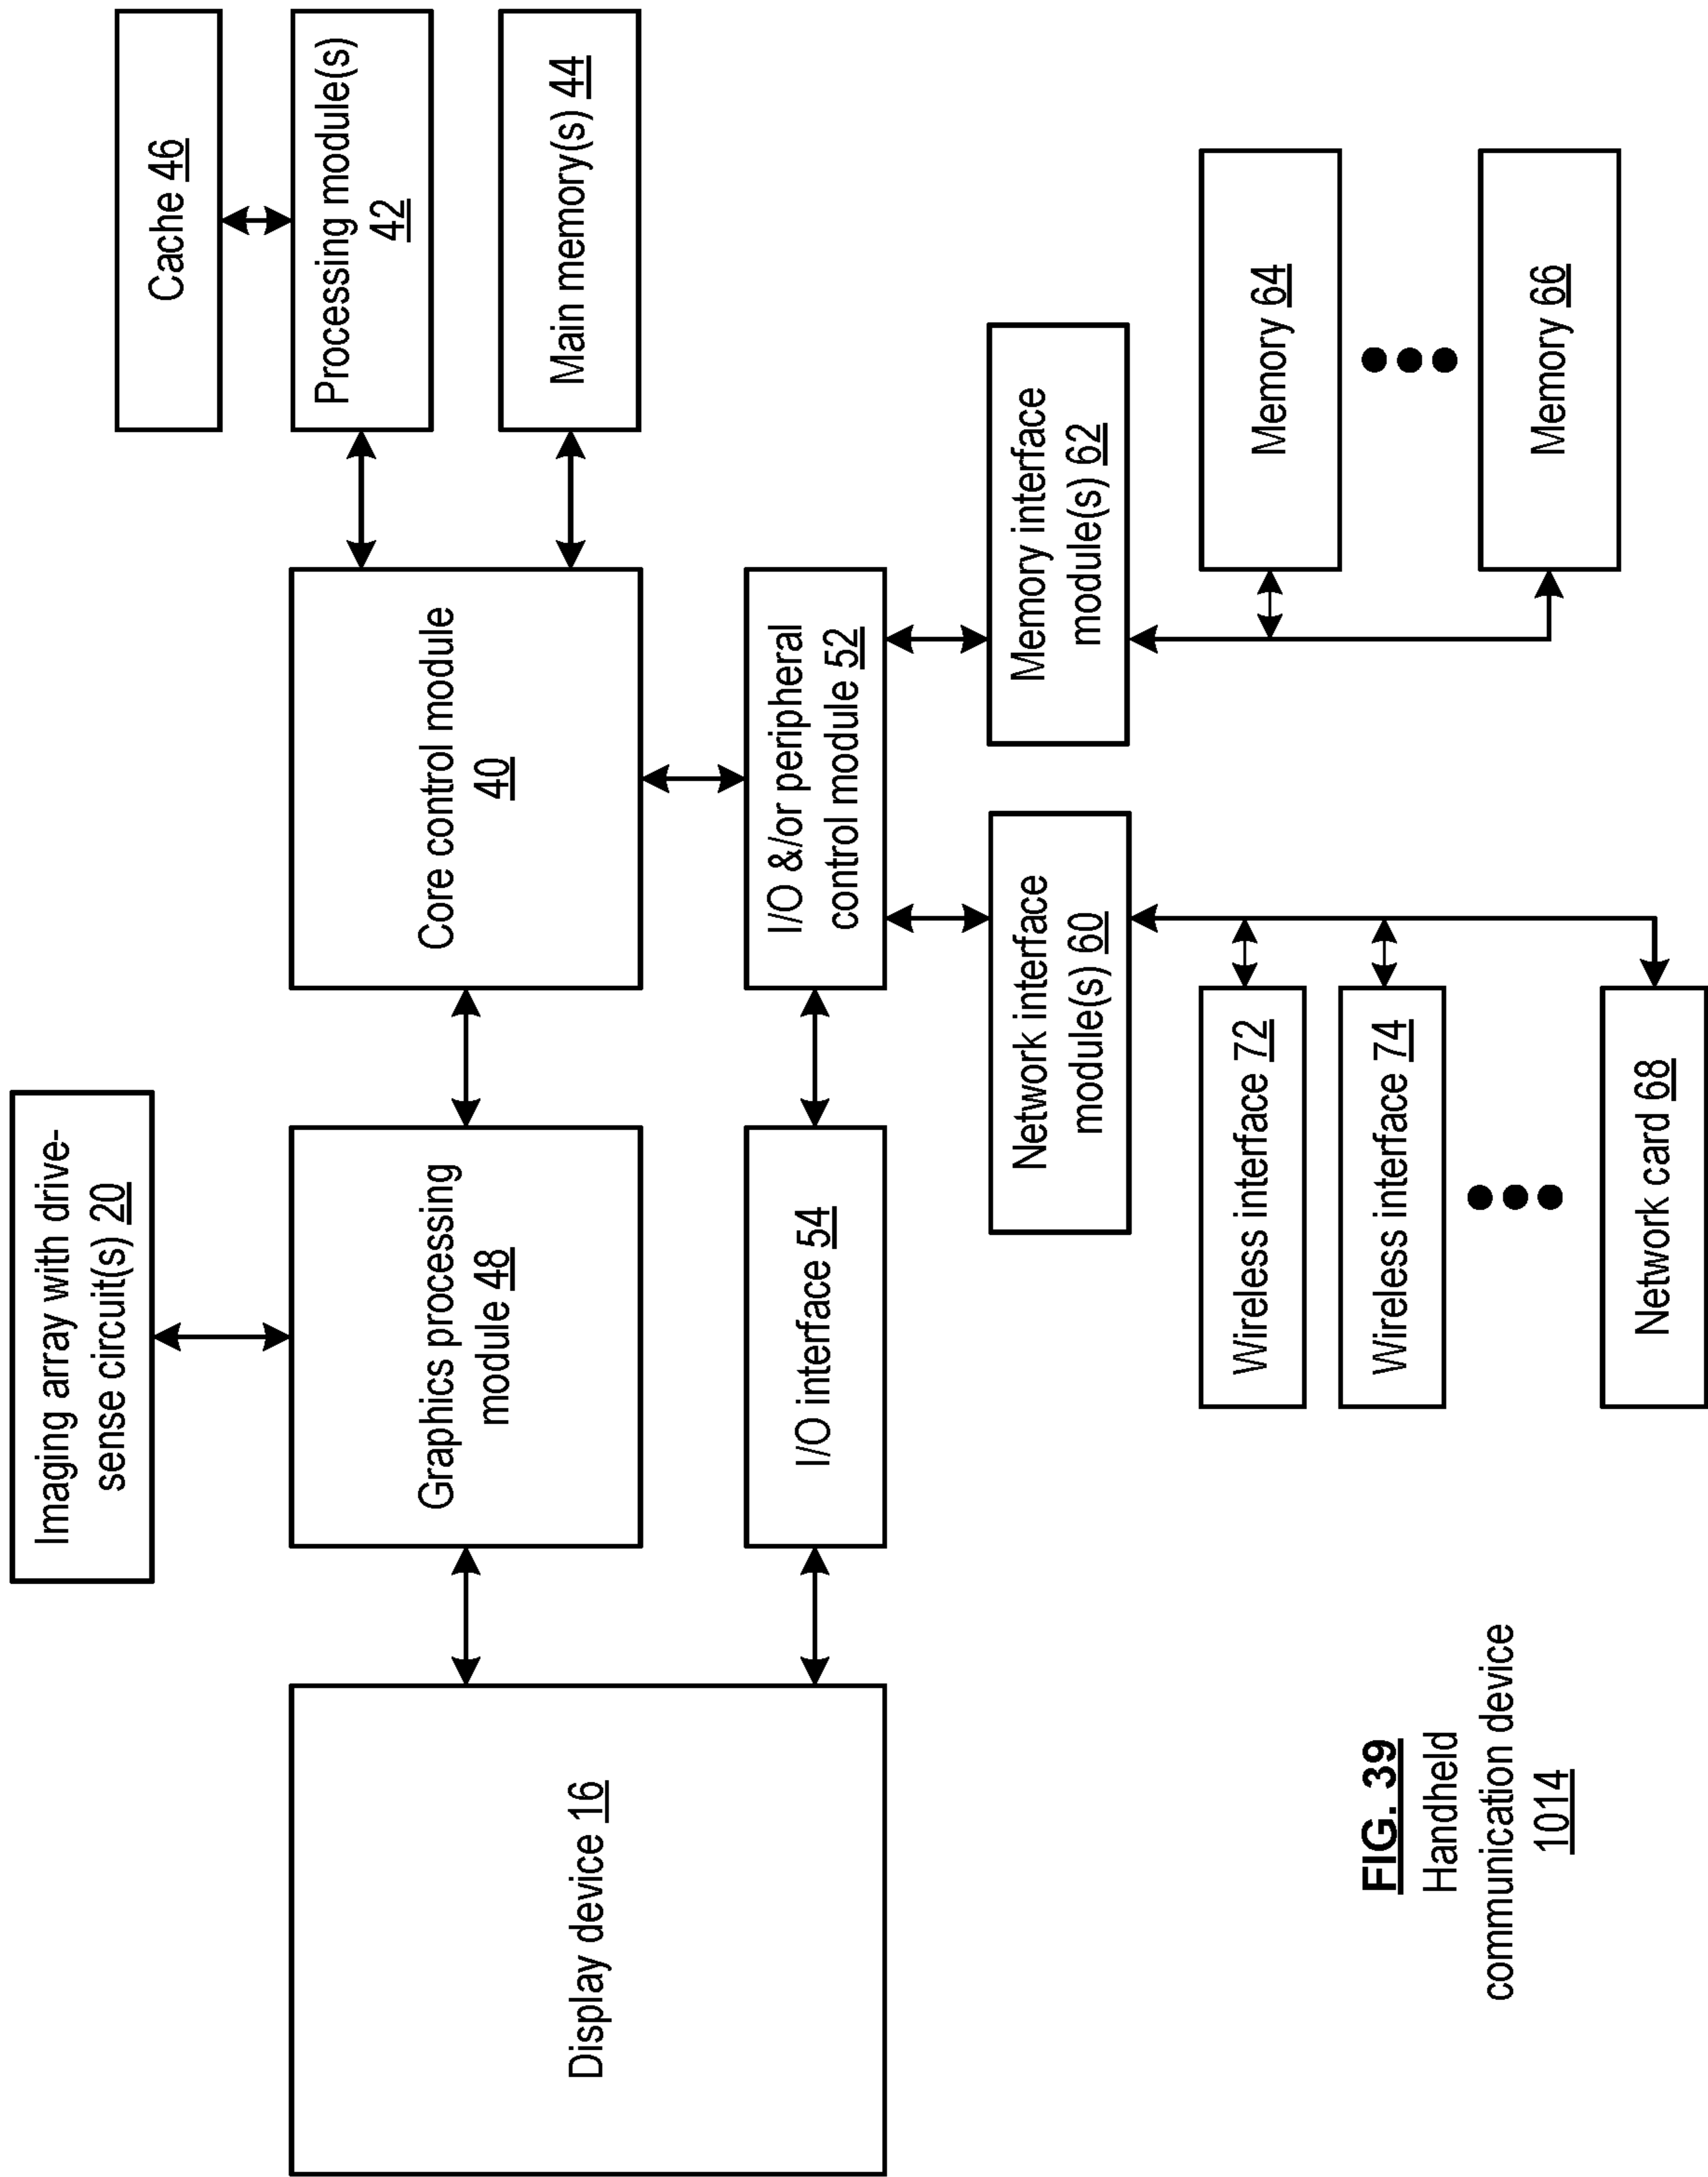 Cache 46
Processing module(s)
42
Main memory(s) 44
Core control module
40
Imaging array with drive-
sense circuit(s) 20
Graphics processing
module 48
Display device 16
I/O &/or peripheral
control module 52
I/O interface 54
Memory interface
module(s) 62
Network interface
module(s) 60
Memory 64
Memory 66
Wireless interface 72
Wireless interface 74
Network card 68
FIG. 39
Handheld
communication device
1014